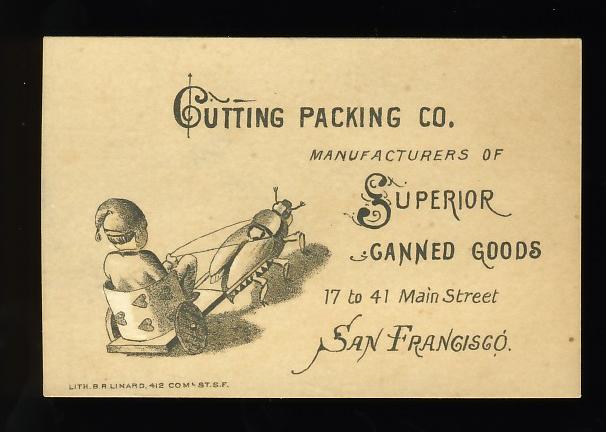 CUTTING PACKING CO.
MANUFACTURERS OF
SUPERIOR
CANNED GOODS
17 to 41 Main Street
SAN FRANCISCO.
LITH. B.R. LINARD, 412 COML ST. S.F.